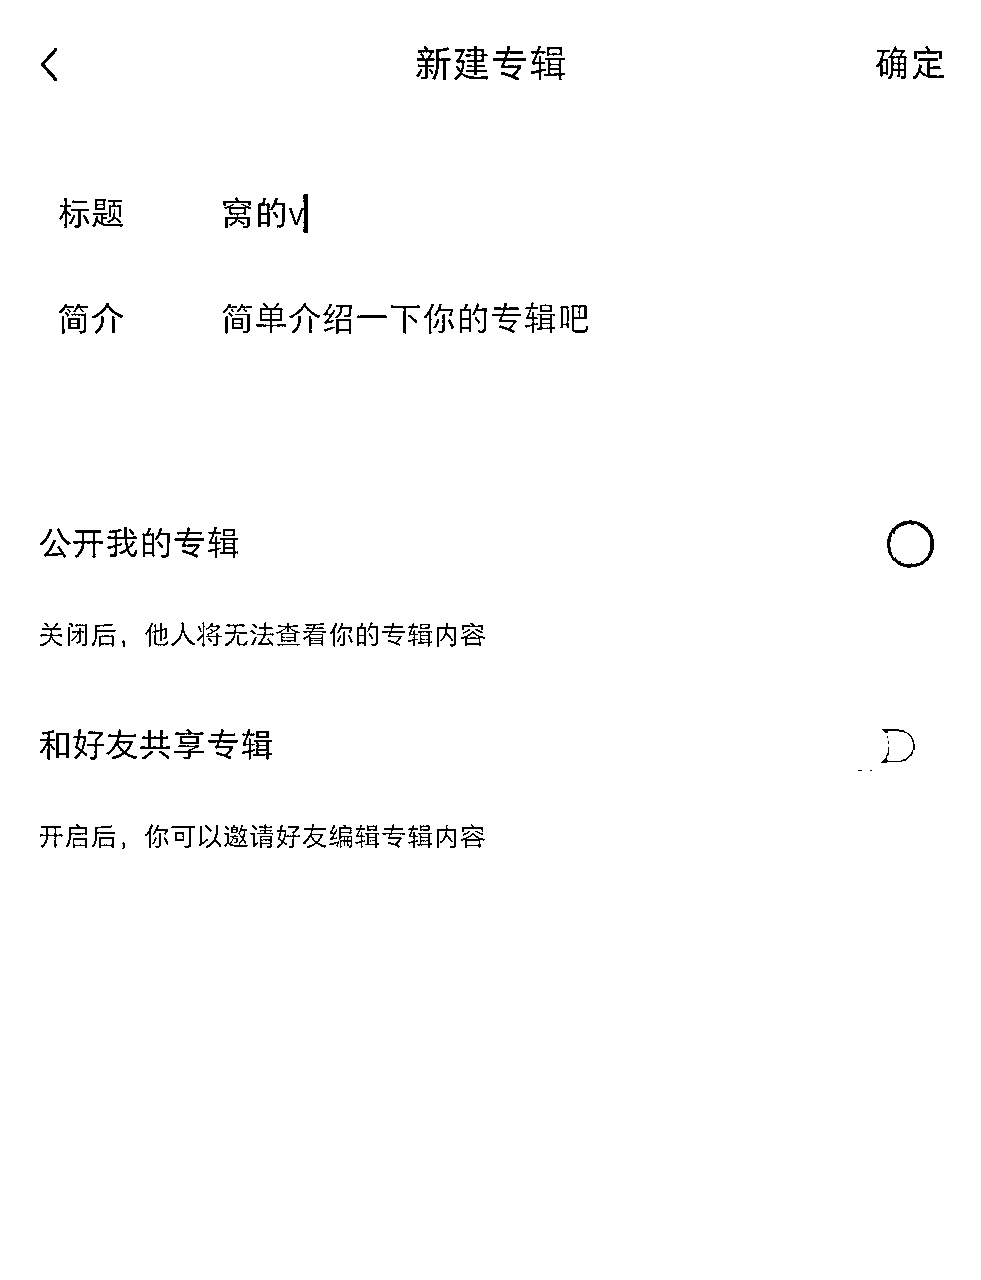 新建专辑 确定
标题 窝的v
简介 简单介绍一下你的专辑吧
公开我的专辑
关闭后，他人将无法查看你的专辑内容
和好友共享专辑
开启后，你可以邀请好友编辑专辑内容